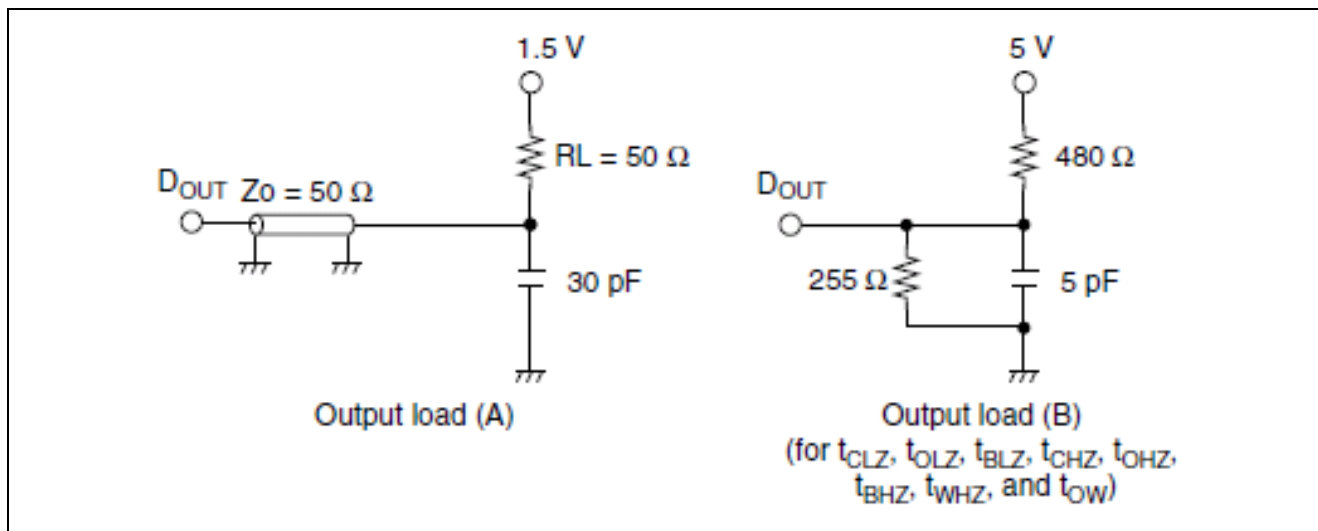 1.5 V
RL = 50 Ω
DOUT Zo = 50 Ω
30 pF
Output load (A)
5 V
480 Ω
DOUT
255 Ω
5 pF
Output load (B)
(for tCLZ, tOLZ, tBLZ, tCHZ, tOHZ,
tBHZ, tWHZ, and tOW)